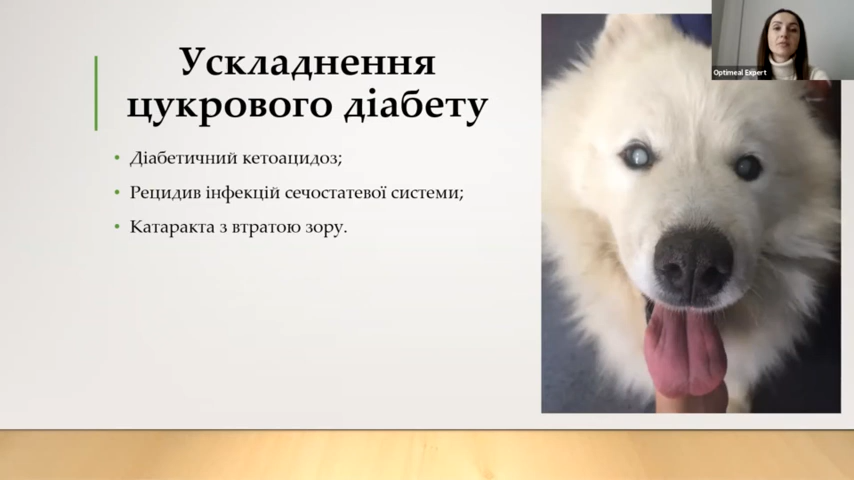 Ускладнення
цукрового діабету
• Діабетичний кетоацидоз;
• Рецидив інфекцій сечостатевої системи;
• Катаракта з втратою зору.
Optimeal Expert